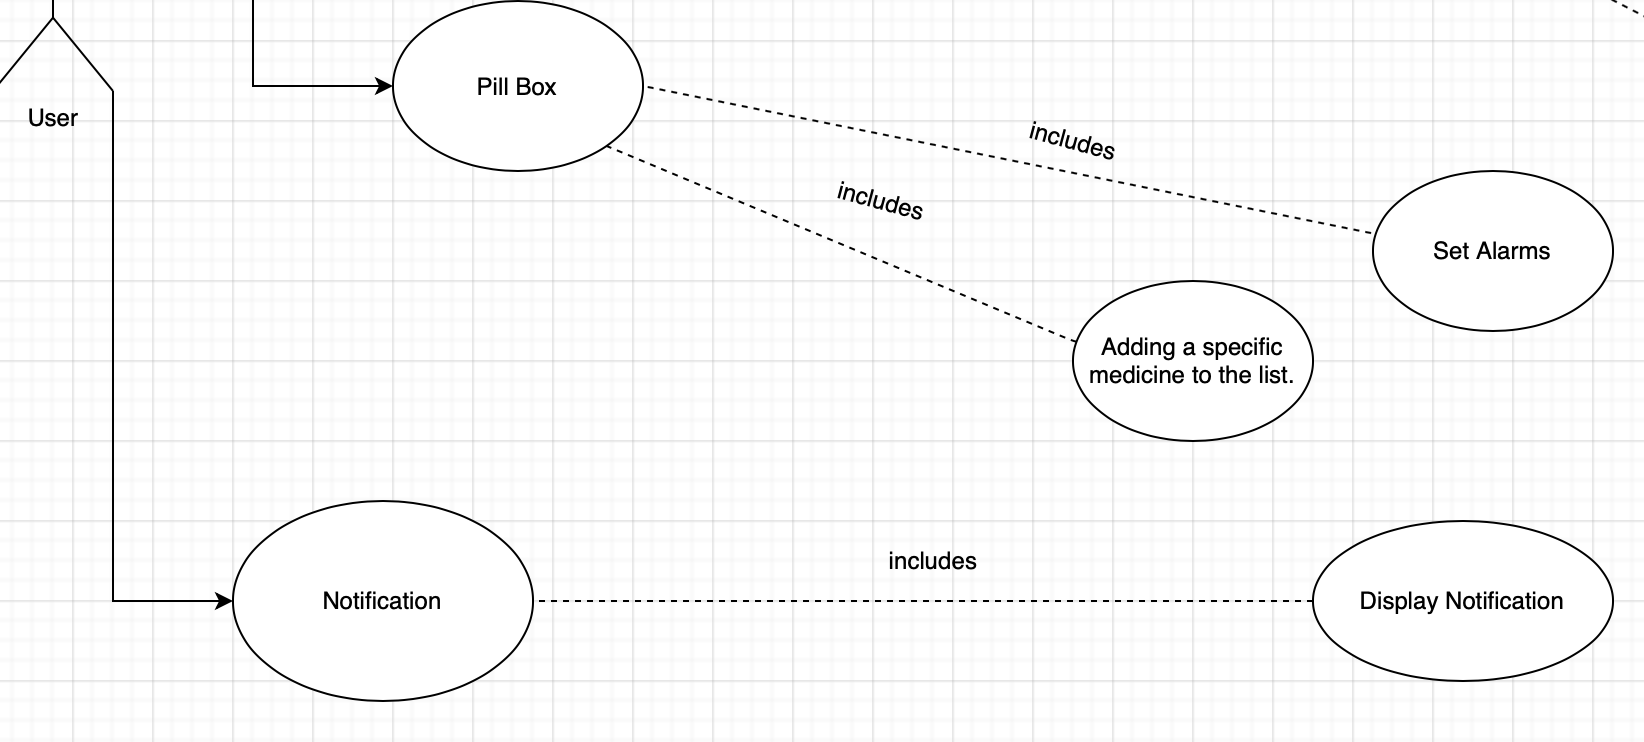 Pill Box
User
includes
includes
Set Alarms
Adding a specific
medicine to the list.
includes
Notification
Display Notification